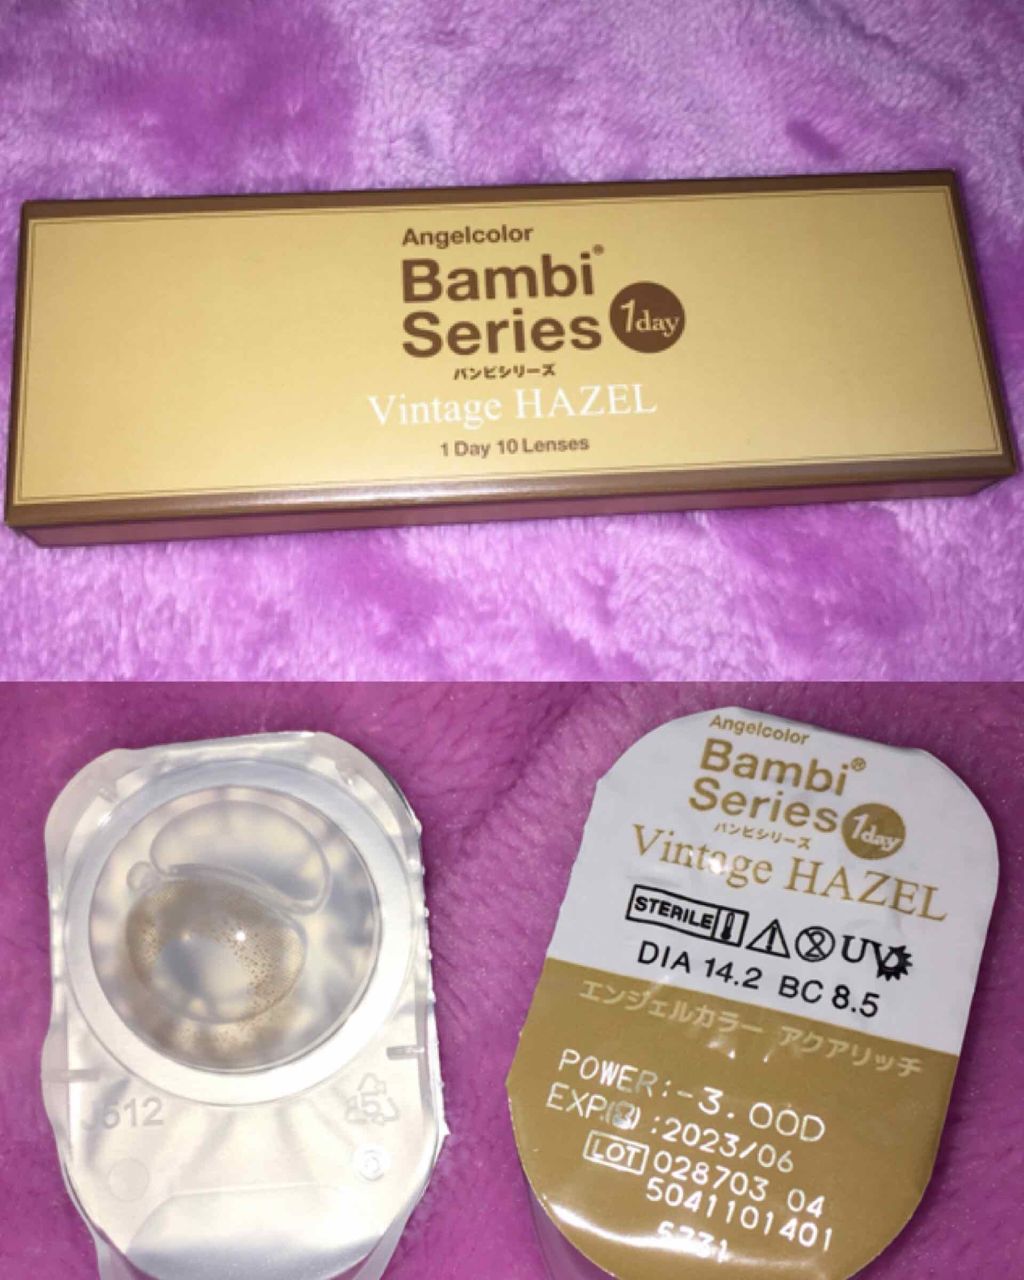 Angelcolor
Bambi®
Series 1day
バンビシリーズ
Vintage HAZEL
1 Day 10 Lenses
J512
5
Angelcolor
Bambi®
Series 1day
バンビシリーズ
Vintage HAZEL
STERILE UV
DIA 14.2 BC 8.5
エンジェルカラー アクアリッチ
POWER:-3.00D
EXP :2023/06
LOT 028703 04
5041101401
5731